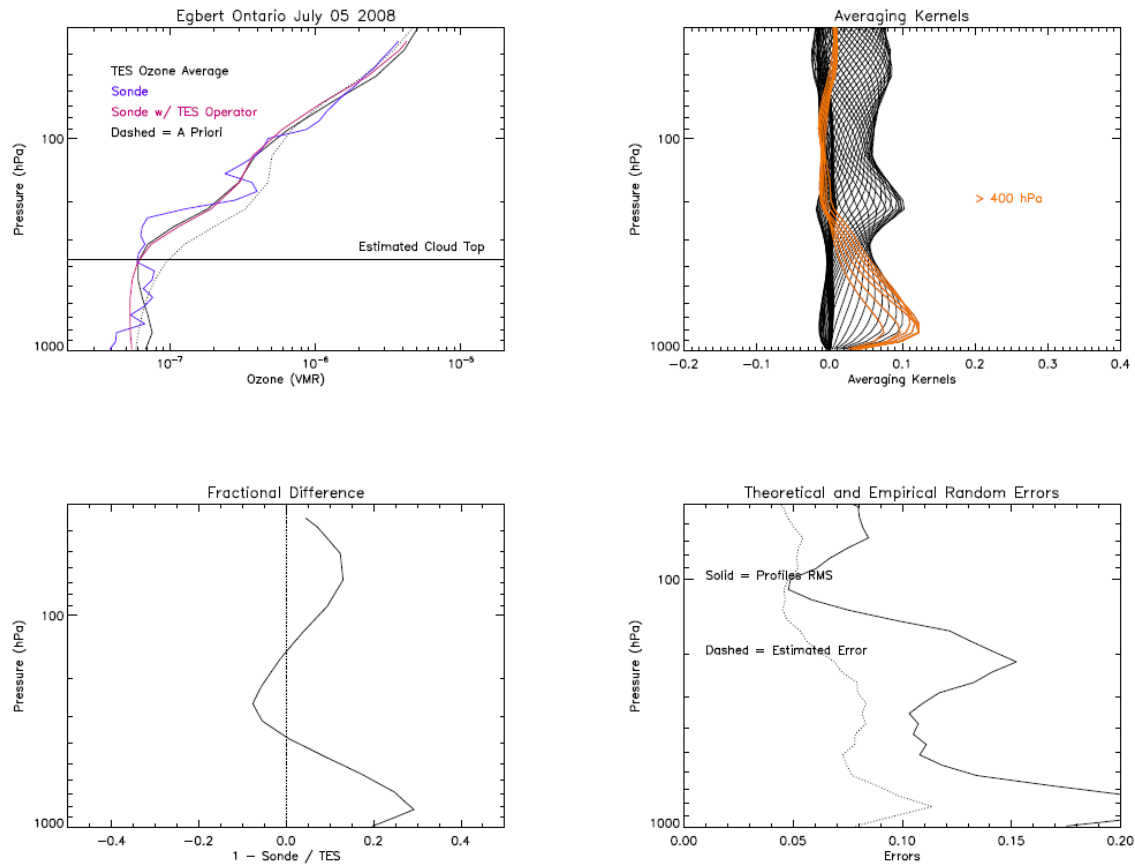 Egbert Ontario July 05 2008
TES Ozone Average
Sonde
Sonde w/ TES Operator
Dashed = A Priori
Estimated Cloud Top
Pressure (hPa)
100
1000
10⁻⁷
10⁻⁶
10⁻⁵
Ozone (VMR)
Averaging Kernels
> 400 hPa
Pressure (hPa)
100
1000
−0.2
−0.1
0.0
0.1
0.2
0.3
0.4
Averaging Kernels
Fractional Difference
Pressure (hPa)
100
1000
−0.4
−0.2
0.0
0.2
0.4
1 − Sonde / TES
Theoretical and Empirical Random Errors
Solid = Profiles RMS
Dashed = Estimated Error
Pressure (hPa)
100
1000
0.00
0.05
0.10
0.15
0.20
Errors